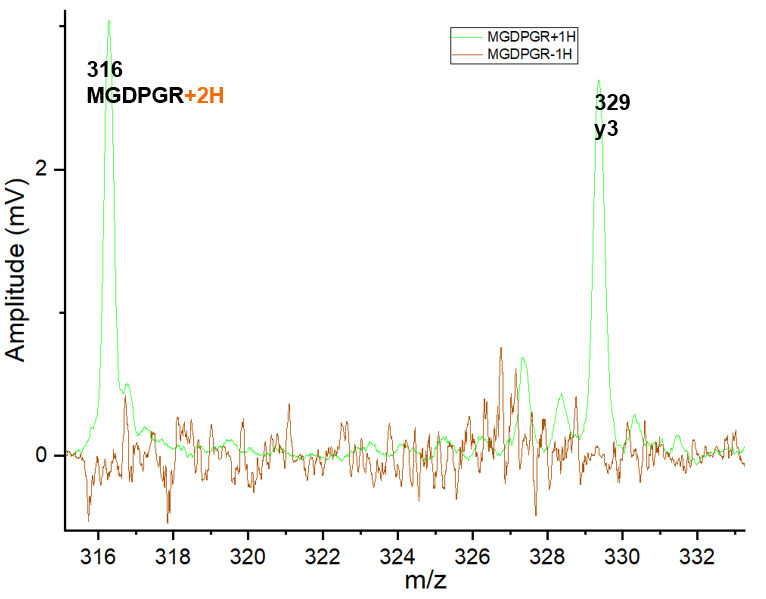 MGDPGR+1H
MGDPGR-1H
316
MGDPGR+2H
329
y3
2
0
Amplitude (mV)
316 318 320 322 324 326 328 330 332
m/z